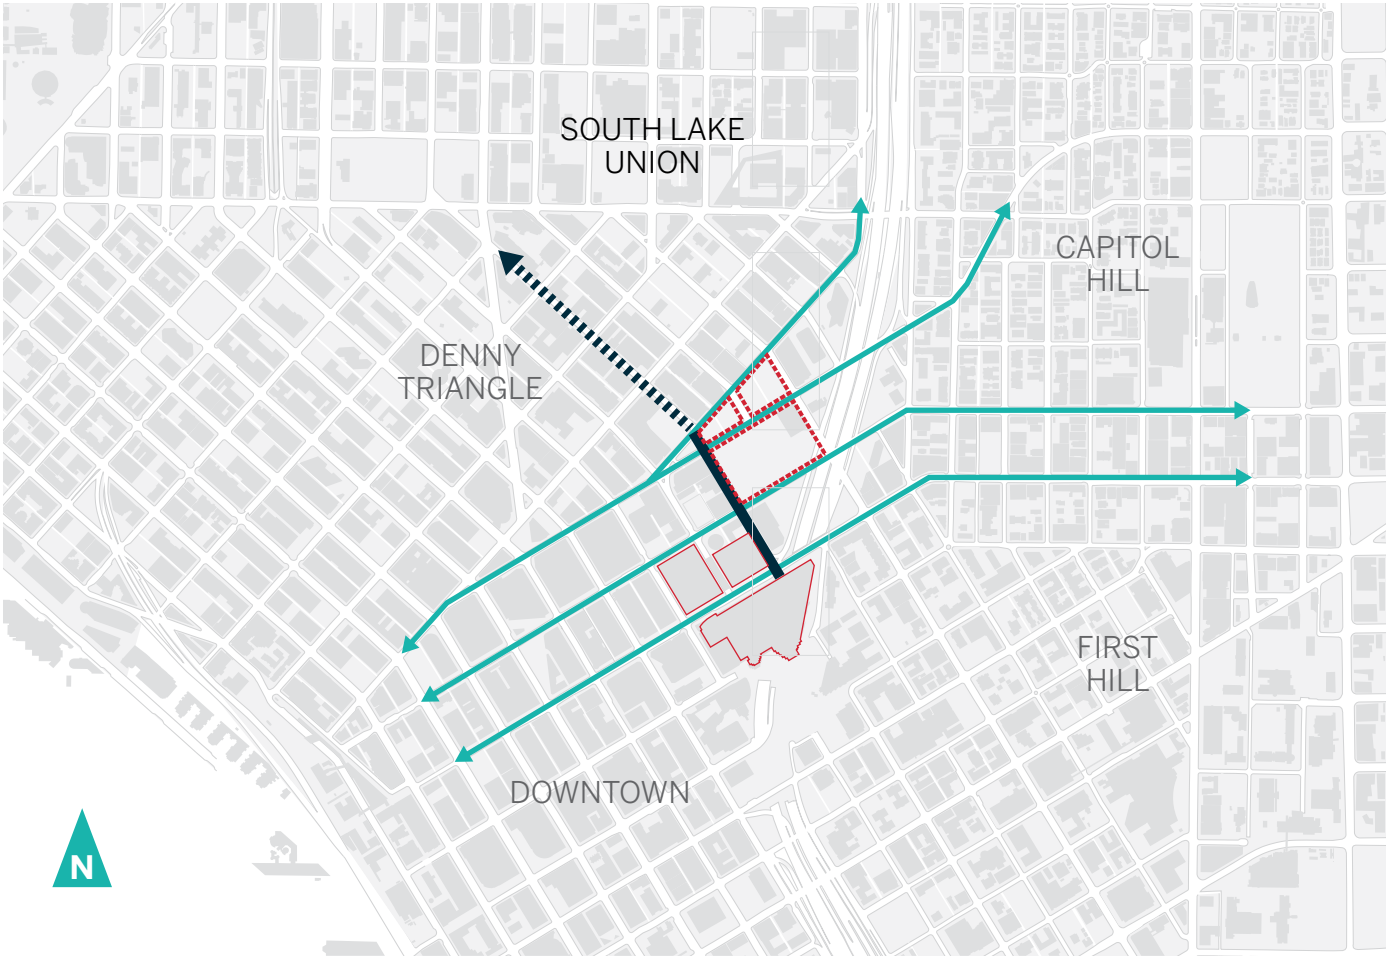 SOUTH LAKE
UNION
CAPITOL
HILL
DENNY
TRIANGLE
FIRST
HILL
DOWNTOWN
N